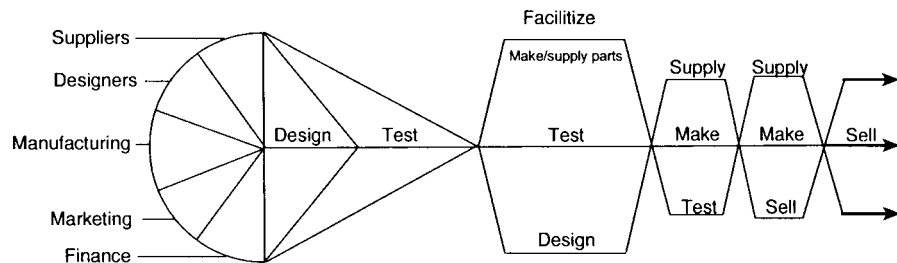 Facilitize
Suppliers
Make/supply parts
Designers
Supply Supply
Manufacturing
Design Test Test Make Make Sell
Marketing
Test Sell
Finance
Design